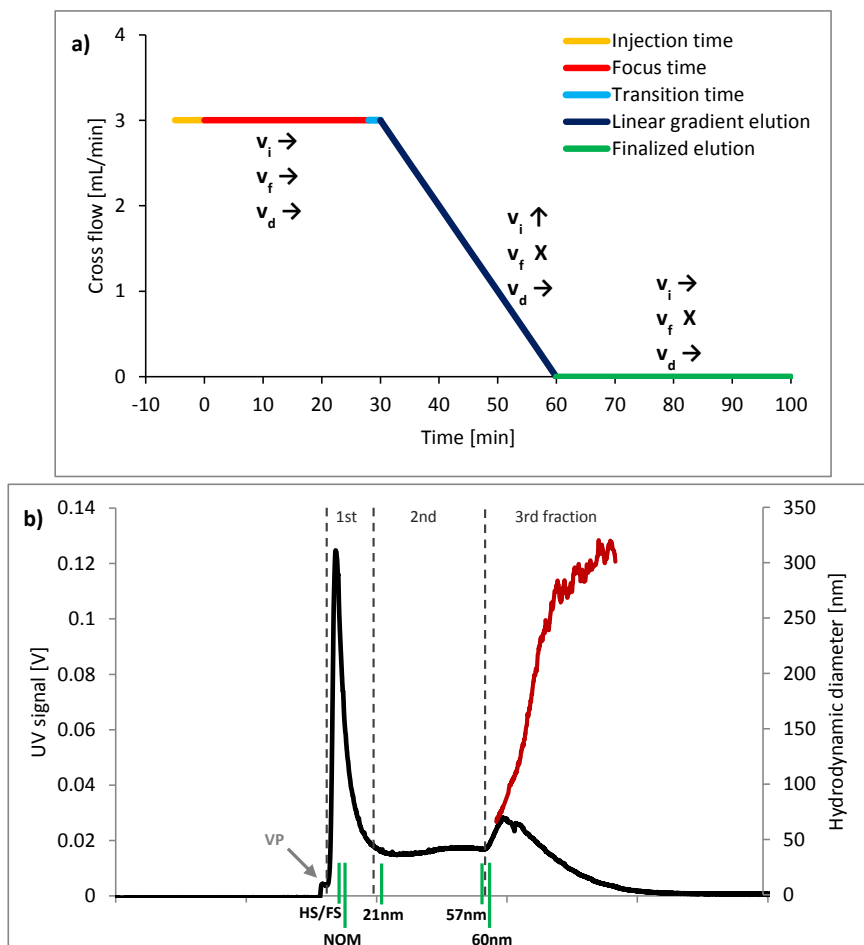 a)
4
3
2
1
0
Cross flow [mL/min]
-10 0 10 20 30 40 50 60 70 80 90 100
Time [min]
Injection time
Focus time
Transition time
Linear gradient elution
Finalized elution
vi →
vf →
vd →
vi ↑
vf X
vd →
vi →
vf X
vd →
b)
1st 2nd 3rd fraction
0.14
0.12
0.1
0.08
0.06
0.04
0.02
0
UV signal [V]
350
300
250
200
150
100
50
0
Hydrodynamic diameter [nm]
VP
HS/FS 21nm 57nm
NOM 60nm